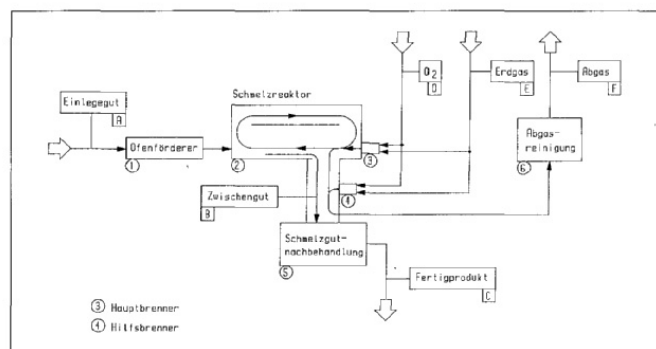 Einlegegut
A
Ofenförderer
1
Schmelzreaktor
2
O2
D
Erdgas
E
Abgas
F
3
4
Abgas-
reinigung
6
Zwischengut
B
Schmelzgut-
nachbehandlung
5
Fertigprodukt
C
3 Hauptbrenner
4 Hilfsbrenner